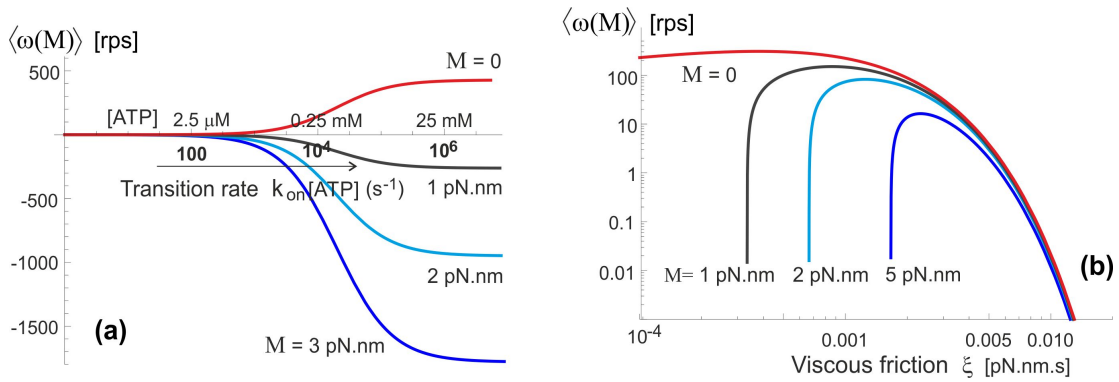 ⟨ω(M)⟩ [rps]
500
M = 0
[ATP] 2.5 μM 0.25 mM 25 mM
100 10⁴ 10⁶
Transition rate k_on[ATP] (s⁻¹)
1 pN.nm
-500
-1000
2 pN.nm
-1500
(a)
M = 3 pN.nm
⟨ω(M)⟩ [rps]
100
M = 0
10
1
0.1
M= 1 pN.nm 2 pN.nm 5 pN.nm
0.01
(b)
10⁻⁴ 0.001 0.005 0.010
Viscous friction ξ [pN.nm.s]